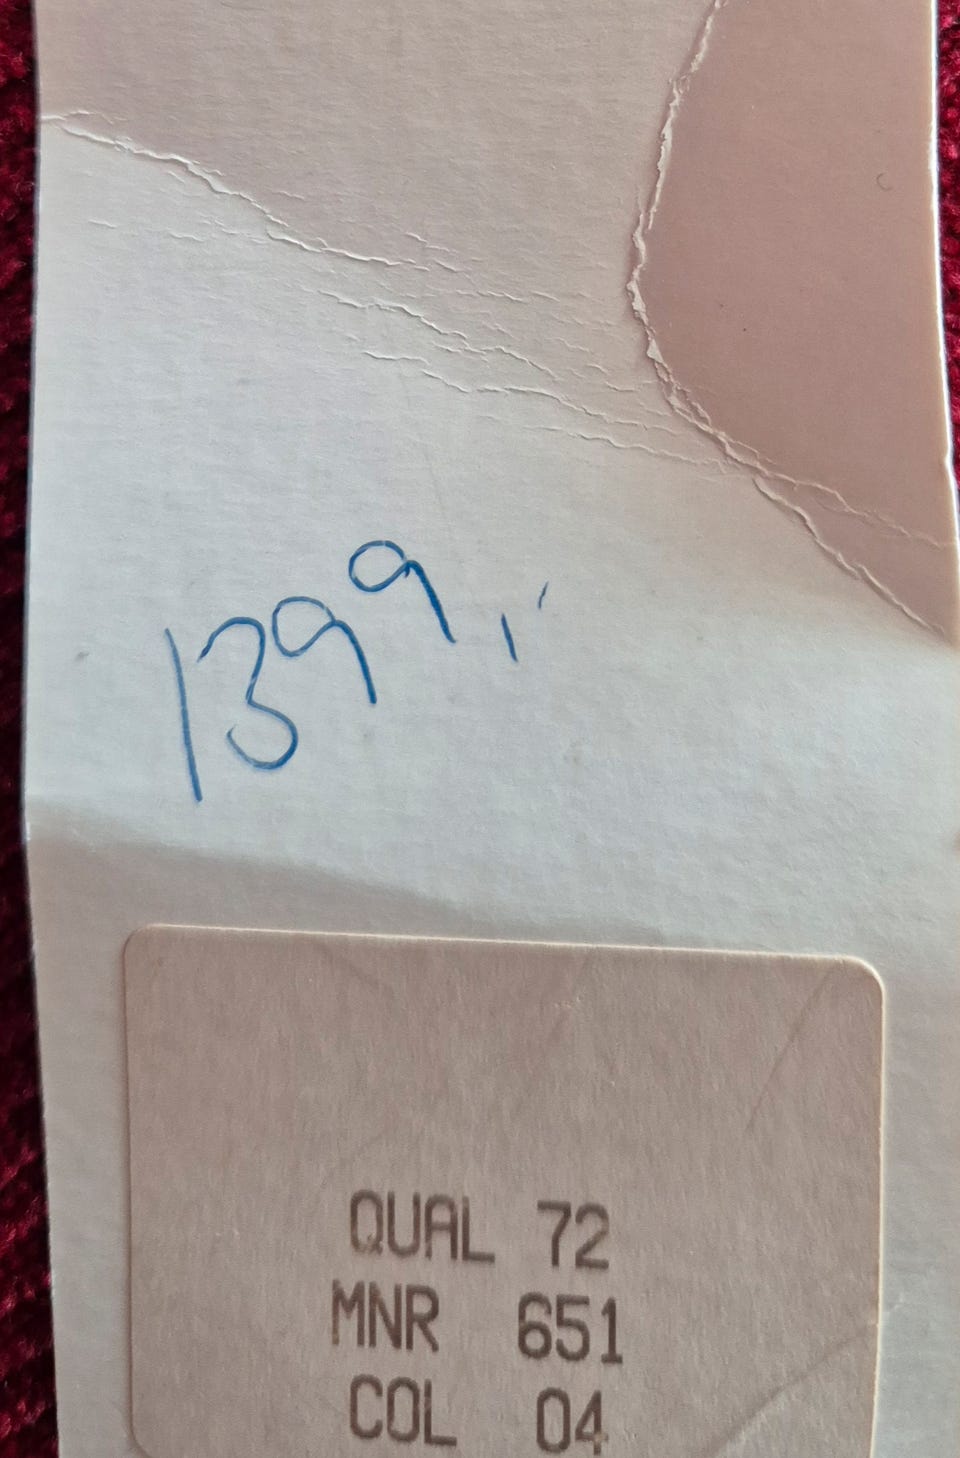 1399,-
QUAL 72
MNR 651
COL 04